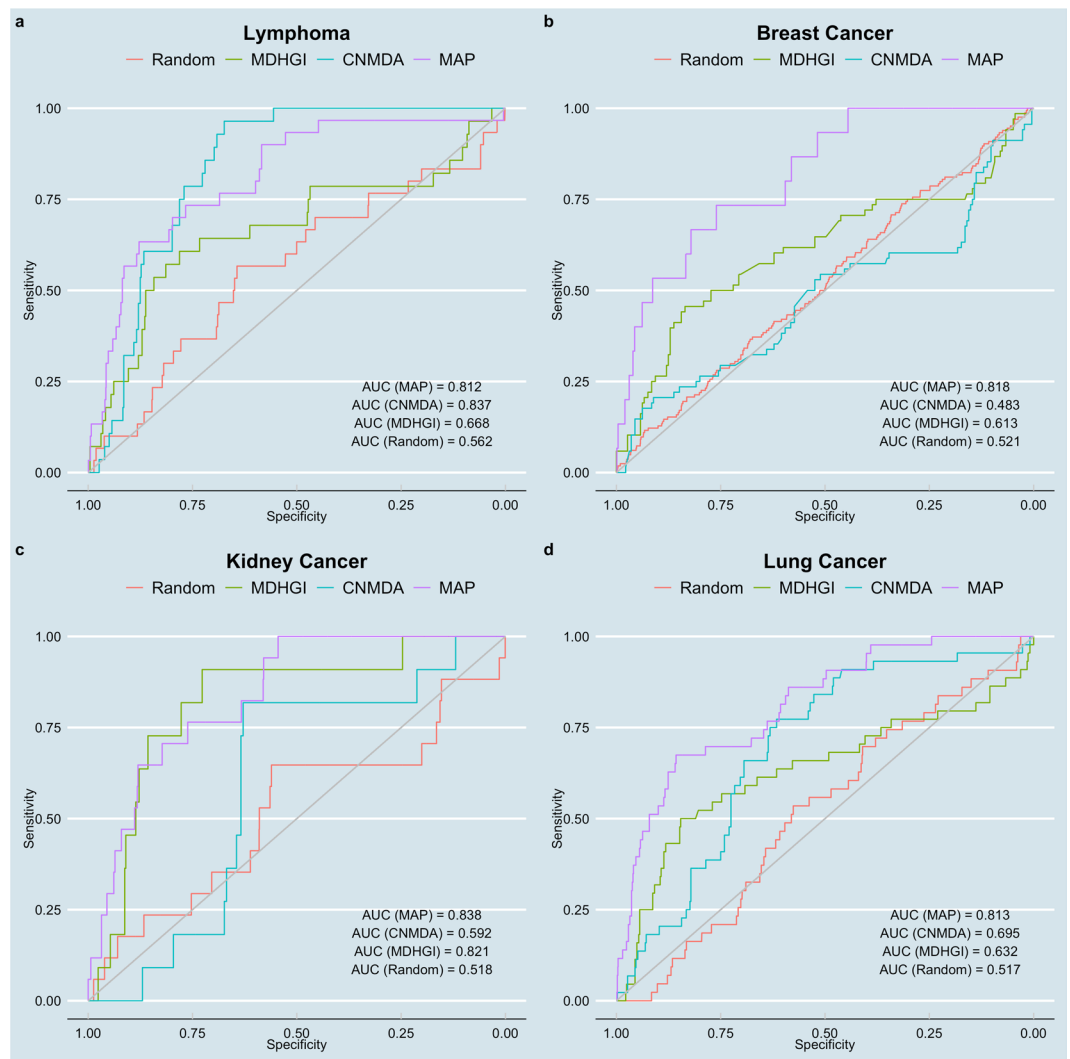 a
Lymphoma
Random MDHGI CNMDA MAP
1.00
0.75
0.50
0.25
0.00
Sensitivity
AUC (MAP) = 0.812
AUC (CNMDA) = 0.837
AUC (MDHGI) = 0.668
AUC (Random) = 0.562
1.00 0.75 0.50 0.25 0.00
Specificity
b
Breast Cancer
Random MDHGI CNMDA MAP
1.00
0.75
0.50
0.25
0.00
Sensitivity
AUC (MAP) = 0.818
AUC (CNMDA) = 0.483
AUC (MDHGI) = 0.613
AUC (Random) = 0.521
1.00 0.75 0.50 0.25 0.00
Specificity
c
Kidney Cancer
Random MDHGI CNMDA MAP
1.00
0.75
0.50
0.25
0.00
Sensitivity
AUC (MAP) = 0.838
AUC (CNMDA) = 0.592
AUC (MDHGI) = 0.821
AUC (Random) = 0.518
1.00 0.75 0.50 0.25 0.00
Specificity
d
Lung Cancer
Random MDHGI CNMDA MAP
1.00
0.75
0.50
0.25
0.00
Sensitivity
AUC (MAP) = 0.813
AUC (CNMDA) = 0.695
AUC (MDHGI) = 0.632
AUC (Random) = 0.517
1.00 0.75 0.50 0.25 0.00
Specificity